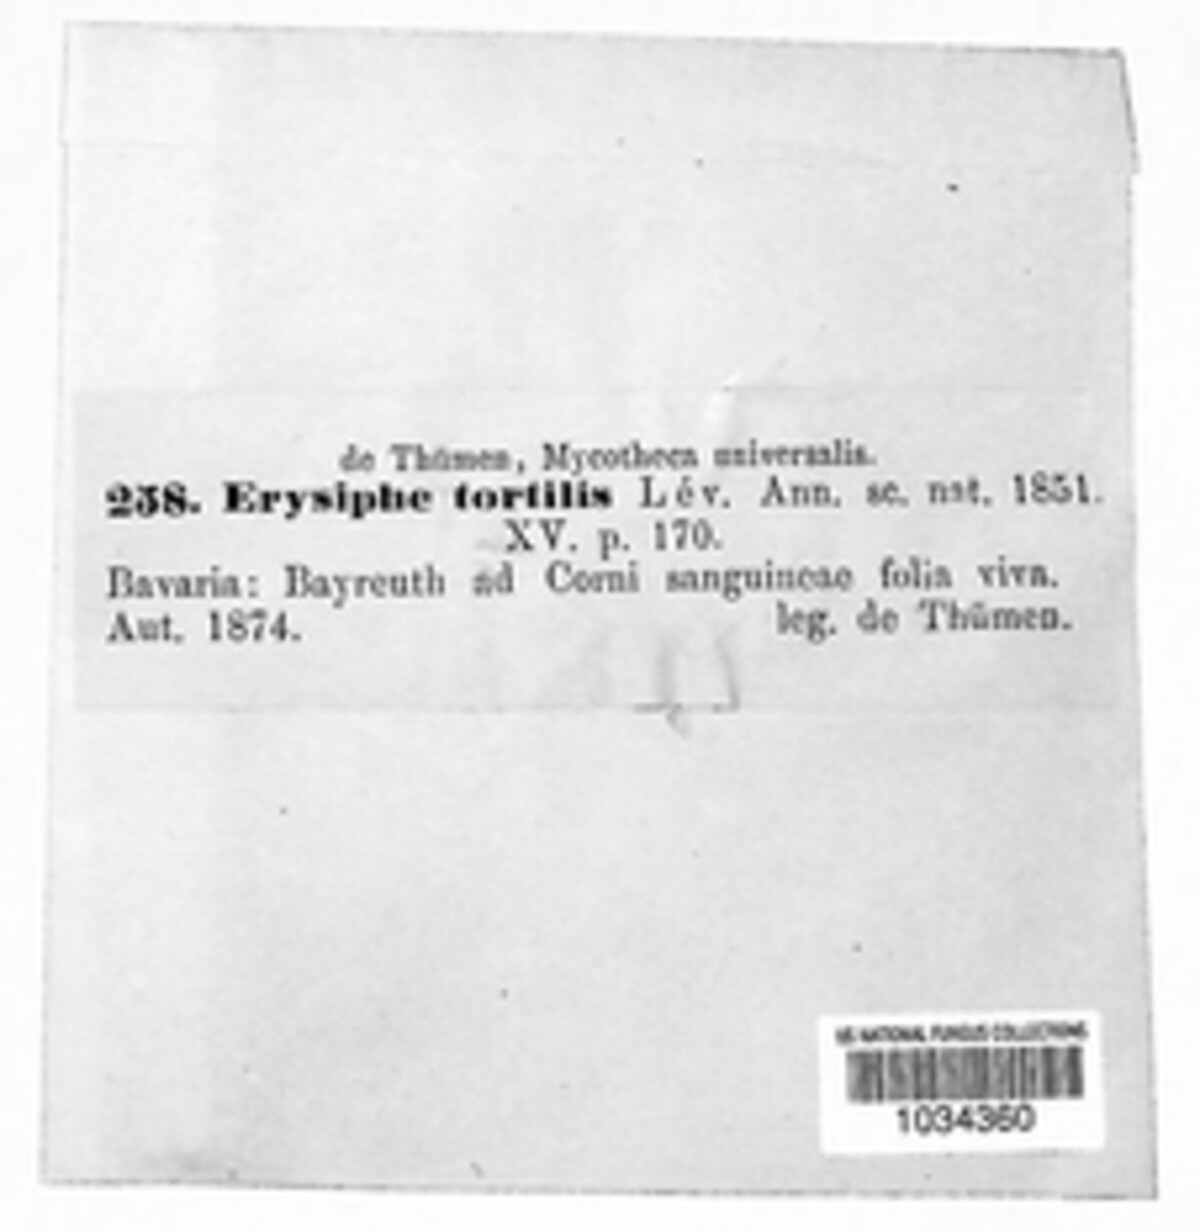 de Thümen, Mycotheca universalis.
258. Erysiphe tortilis Lév. Ann. sc. nat. 1851.
XV. p. 170.
Bavaria: Bayreuth ad Corni sanguineae folia viva.
Aut. 1874. leg. de Thümen.
US NATIONAL FUNGUS COLLECTIONS
1034360